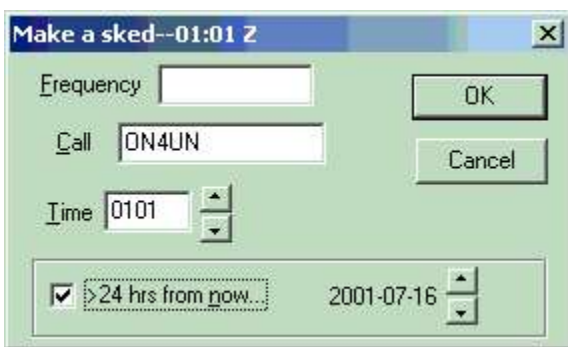 Make a sked--01:01 Z
Frequency
OK
Call ON4UN
Cancel
Time 0101
>24 hrs from now... 2001-07-16